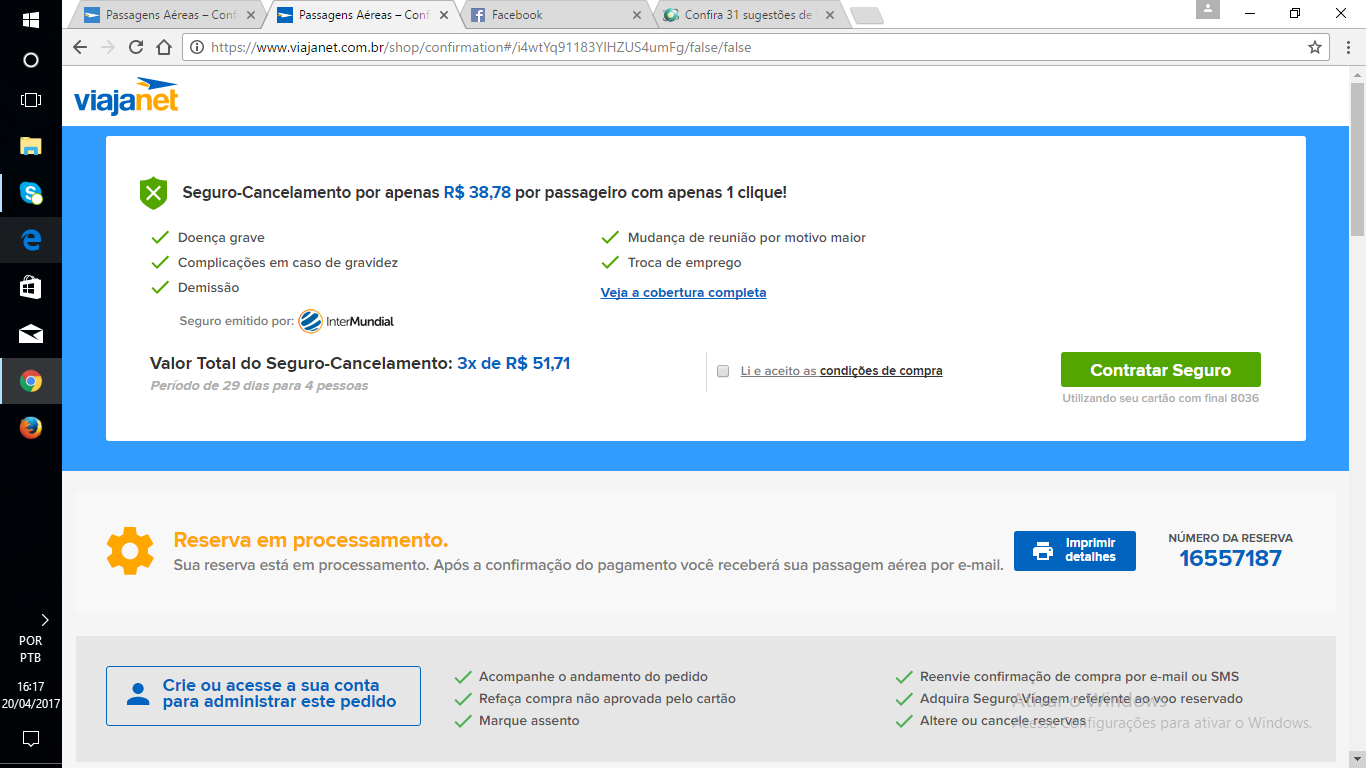 Passagens Aéreas – Conf
Passagens Aéreas – Conf
Facebook
Confira 31 sugestões de
https://www.viajanet.com.br/shop/confirmation#/i4wtYq91183YIHZUS4umFg/false/false
viajanet
Seguro-Cancelamento por apenas R$ 38,78 por passageiro com apenas 1 clique!
Doença grave
Mudança de reunião por motivo maior
Complicações em caso de gravidez
Troca de emprego
Demissão
Veja a cobertura completa
Seguro emitido por: InterMundial
Valor Total do Seguro-Cancelamento: 3x de R$ 51,71
Período de 29 dias para 4 pessoas
Li e aceito as condições de compra
Contratar Seguro
Utilizando seu cartão com final 8036
Reserva em processamento.
Sua reserva está em processamento. Após a confirmação do pagamento você receberá sua passagem aérea por e-mail.
Imprimir
detalhes
NÚMERO DA RESERVA
16557187
Crie ou acesse a sua conta
para administrar este pedido
Acompanhe o andamento do pedido
Refaça compra não aprovada pelo cartão
Marque assento
Reenvie confirmação de compra por e-mail ou SMS
Adquira Seguro Viagem referente ao voo reservado
Altere ou cancele reservas
Ativar o Windows
Acesse Configurações para ativar o Windows.
POR
PTB
16:17
20/04/2017